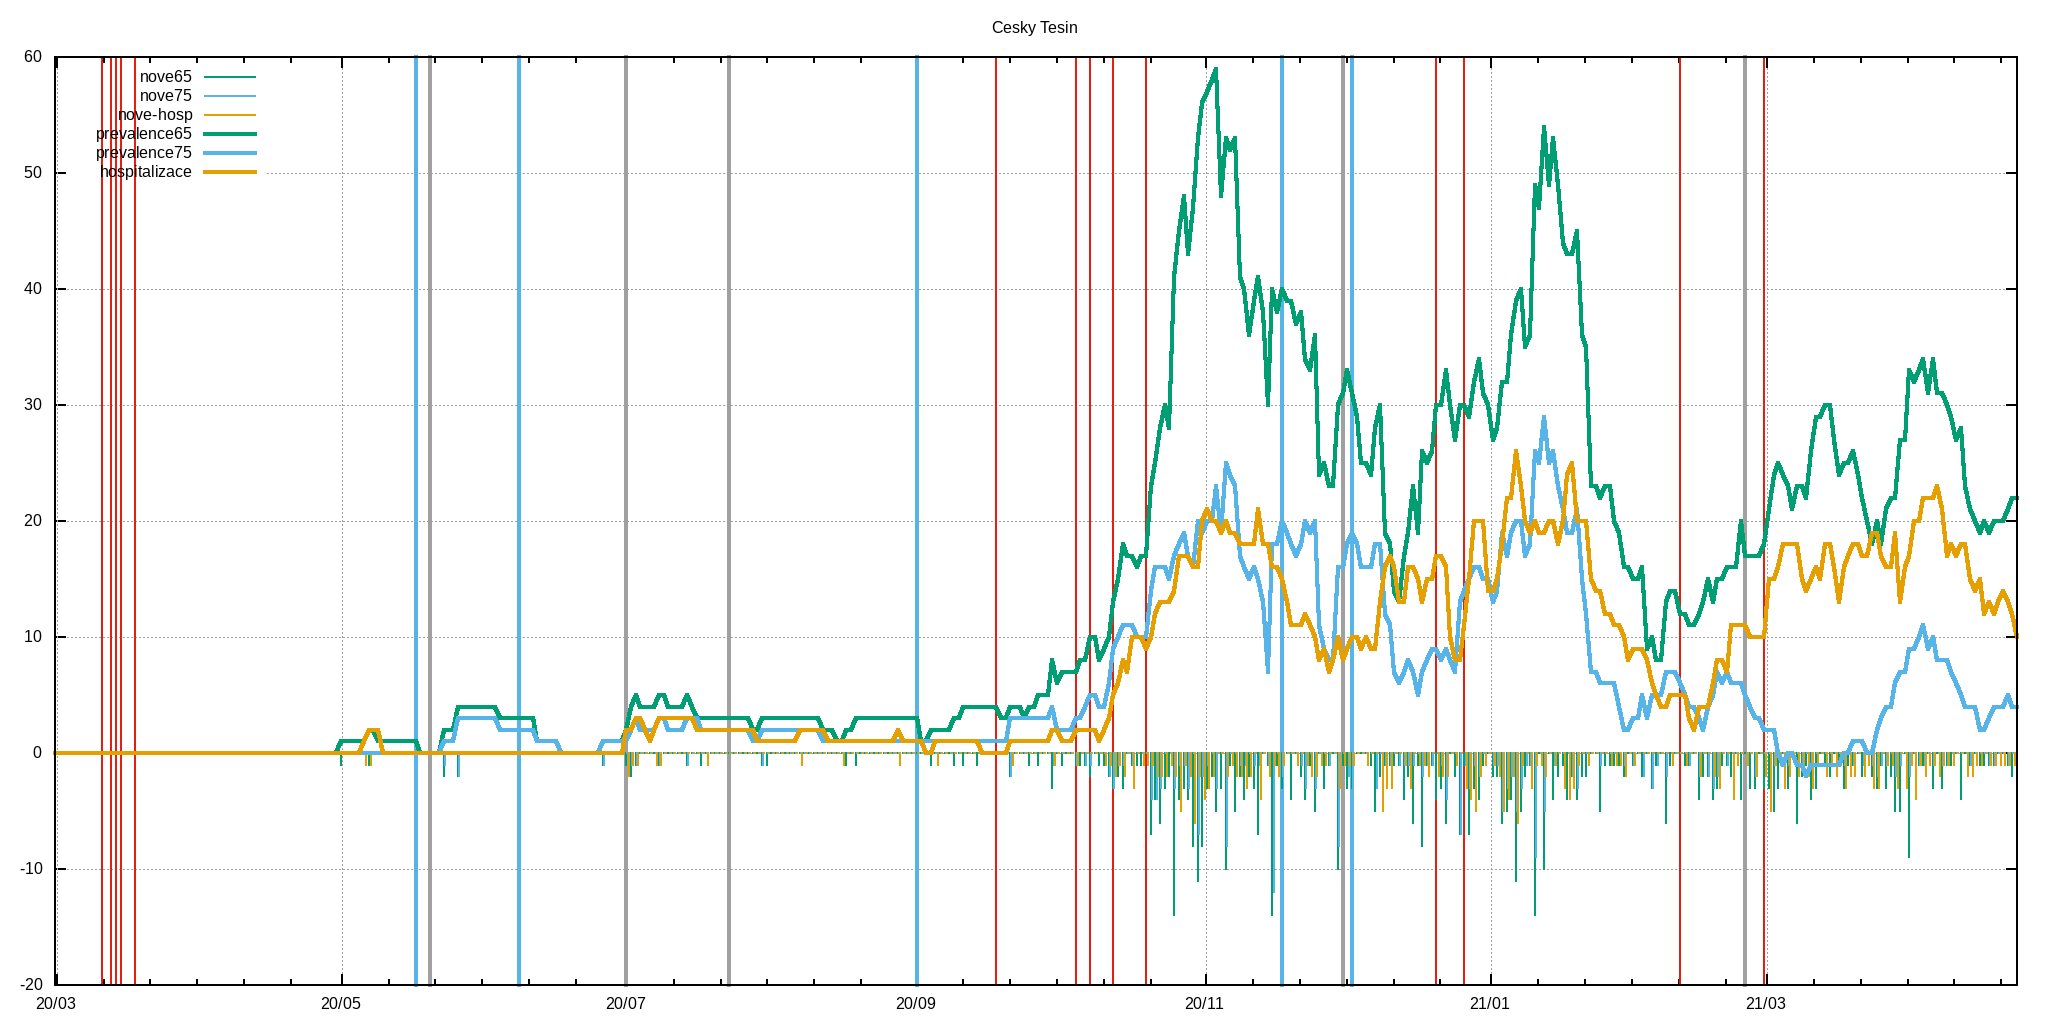 Cesky Tesin
60
50
40
30
20
10
0
-10
-20
nove65
nove75
nove-hosp
prevalence65
prevalence75
hospitalizace
20/03 20/05 20/07 20/09 20/11 21/01 21/03